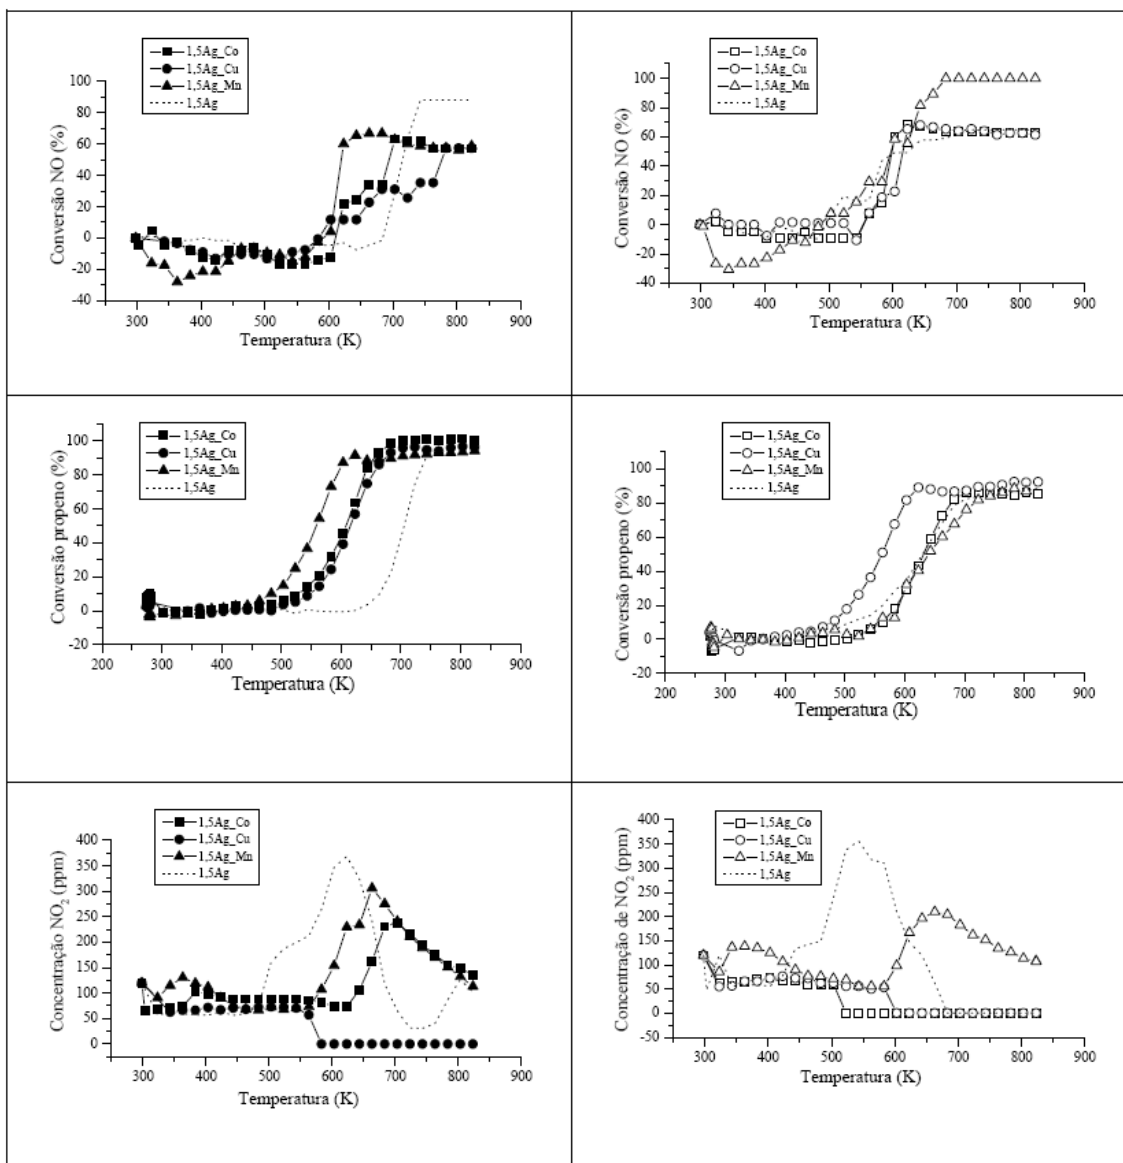 1,5Ag_Co
1,5Ag_Cu
1,5Ag_Mn
1,5Ag
100
80
60
40
20
0
-20
-40
Conversão NO (%)
200 300 400 500 600 700 800 900
Temperatura (K)
1,5Ag_Co
1,5Ag_Cu
1,5Ag_Mn
1,5Ag
100
80
60
40
20
0
-20
-40
Conversão NO (%)
200 300 400 500 600 700 800 900
Temperatura (K)
1,5Ag_Co
1,5Ag_Cu
1,5Ag_Mn
1,5Ag
100
80
60
40
20
0
-20
Conversão propeno (%)
200 300 400 500 600 700 800 900
Temperatura (K)
1,5Ag_Co
1,5Ag_Cu
1,5Ag_Mn
1,5Ag
100
80
60
40
20
0
-20
Conversão propeno (%)
200 300 400 500 600 700 800 900
Temperatura (K)
1,5Ag_Co
1,5Ag_Cu
1,5Ag_Mn
1,5Ag
400
350
300
250
200
150
100
50
0
Concentração NO₂ (ppm)
300 400 500 600 700 800 900
Temperatura (K)
1,5Ag_Co
1,5Ag_Cu
1,5Ag_Mn
1,5Ag
400
350
300
250
200
150
100
50
0
-50
Concentração de NO₂ (ppm)
300 400 500 600 700 800 900
Temperatura (K)